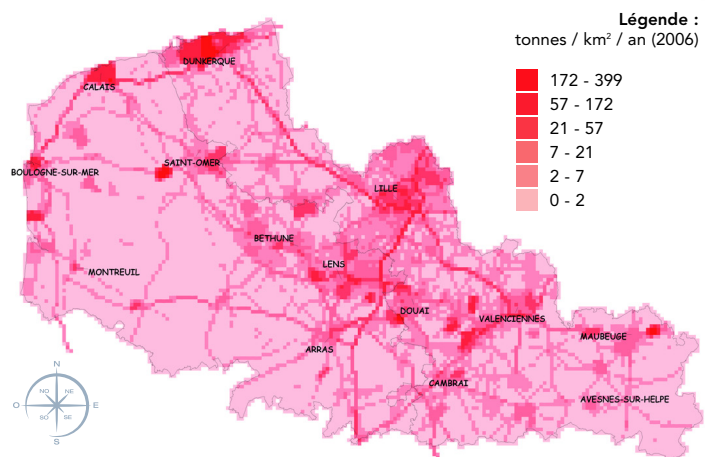 Légende :
tonnes / km² / an (2006)
172 - 399
57 - 172
21 - 57
7 - 21
2 - 7
0 - 2
DUNKERQUE
CALAIS
SAINT-OMER
BOULOGNE-SUR-MER
LILLE
BETHUNE
LENS
MONTREUIL
DOUAI
VALENCIENNES
MAUBEUGE
ARRAS
CAMBRAI
AVESNES-SUR-HELPE
N
NO NE
O E
SO SE
S